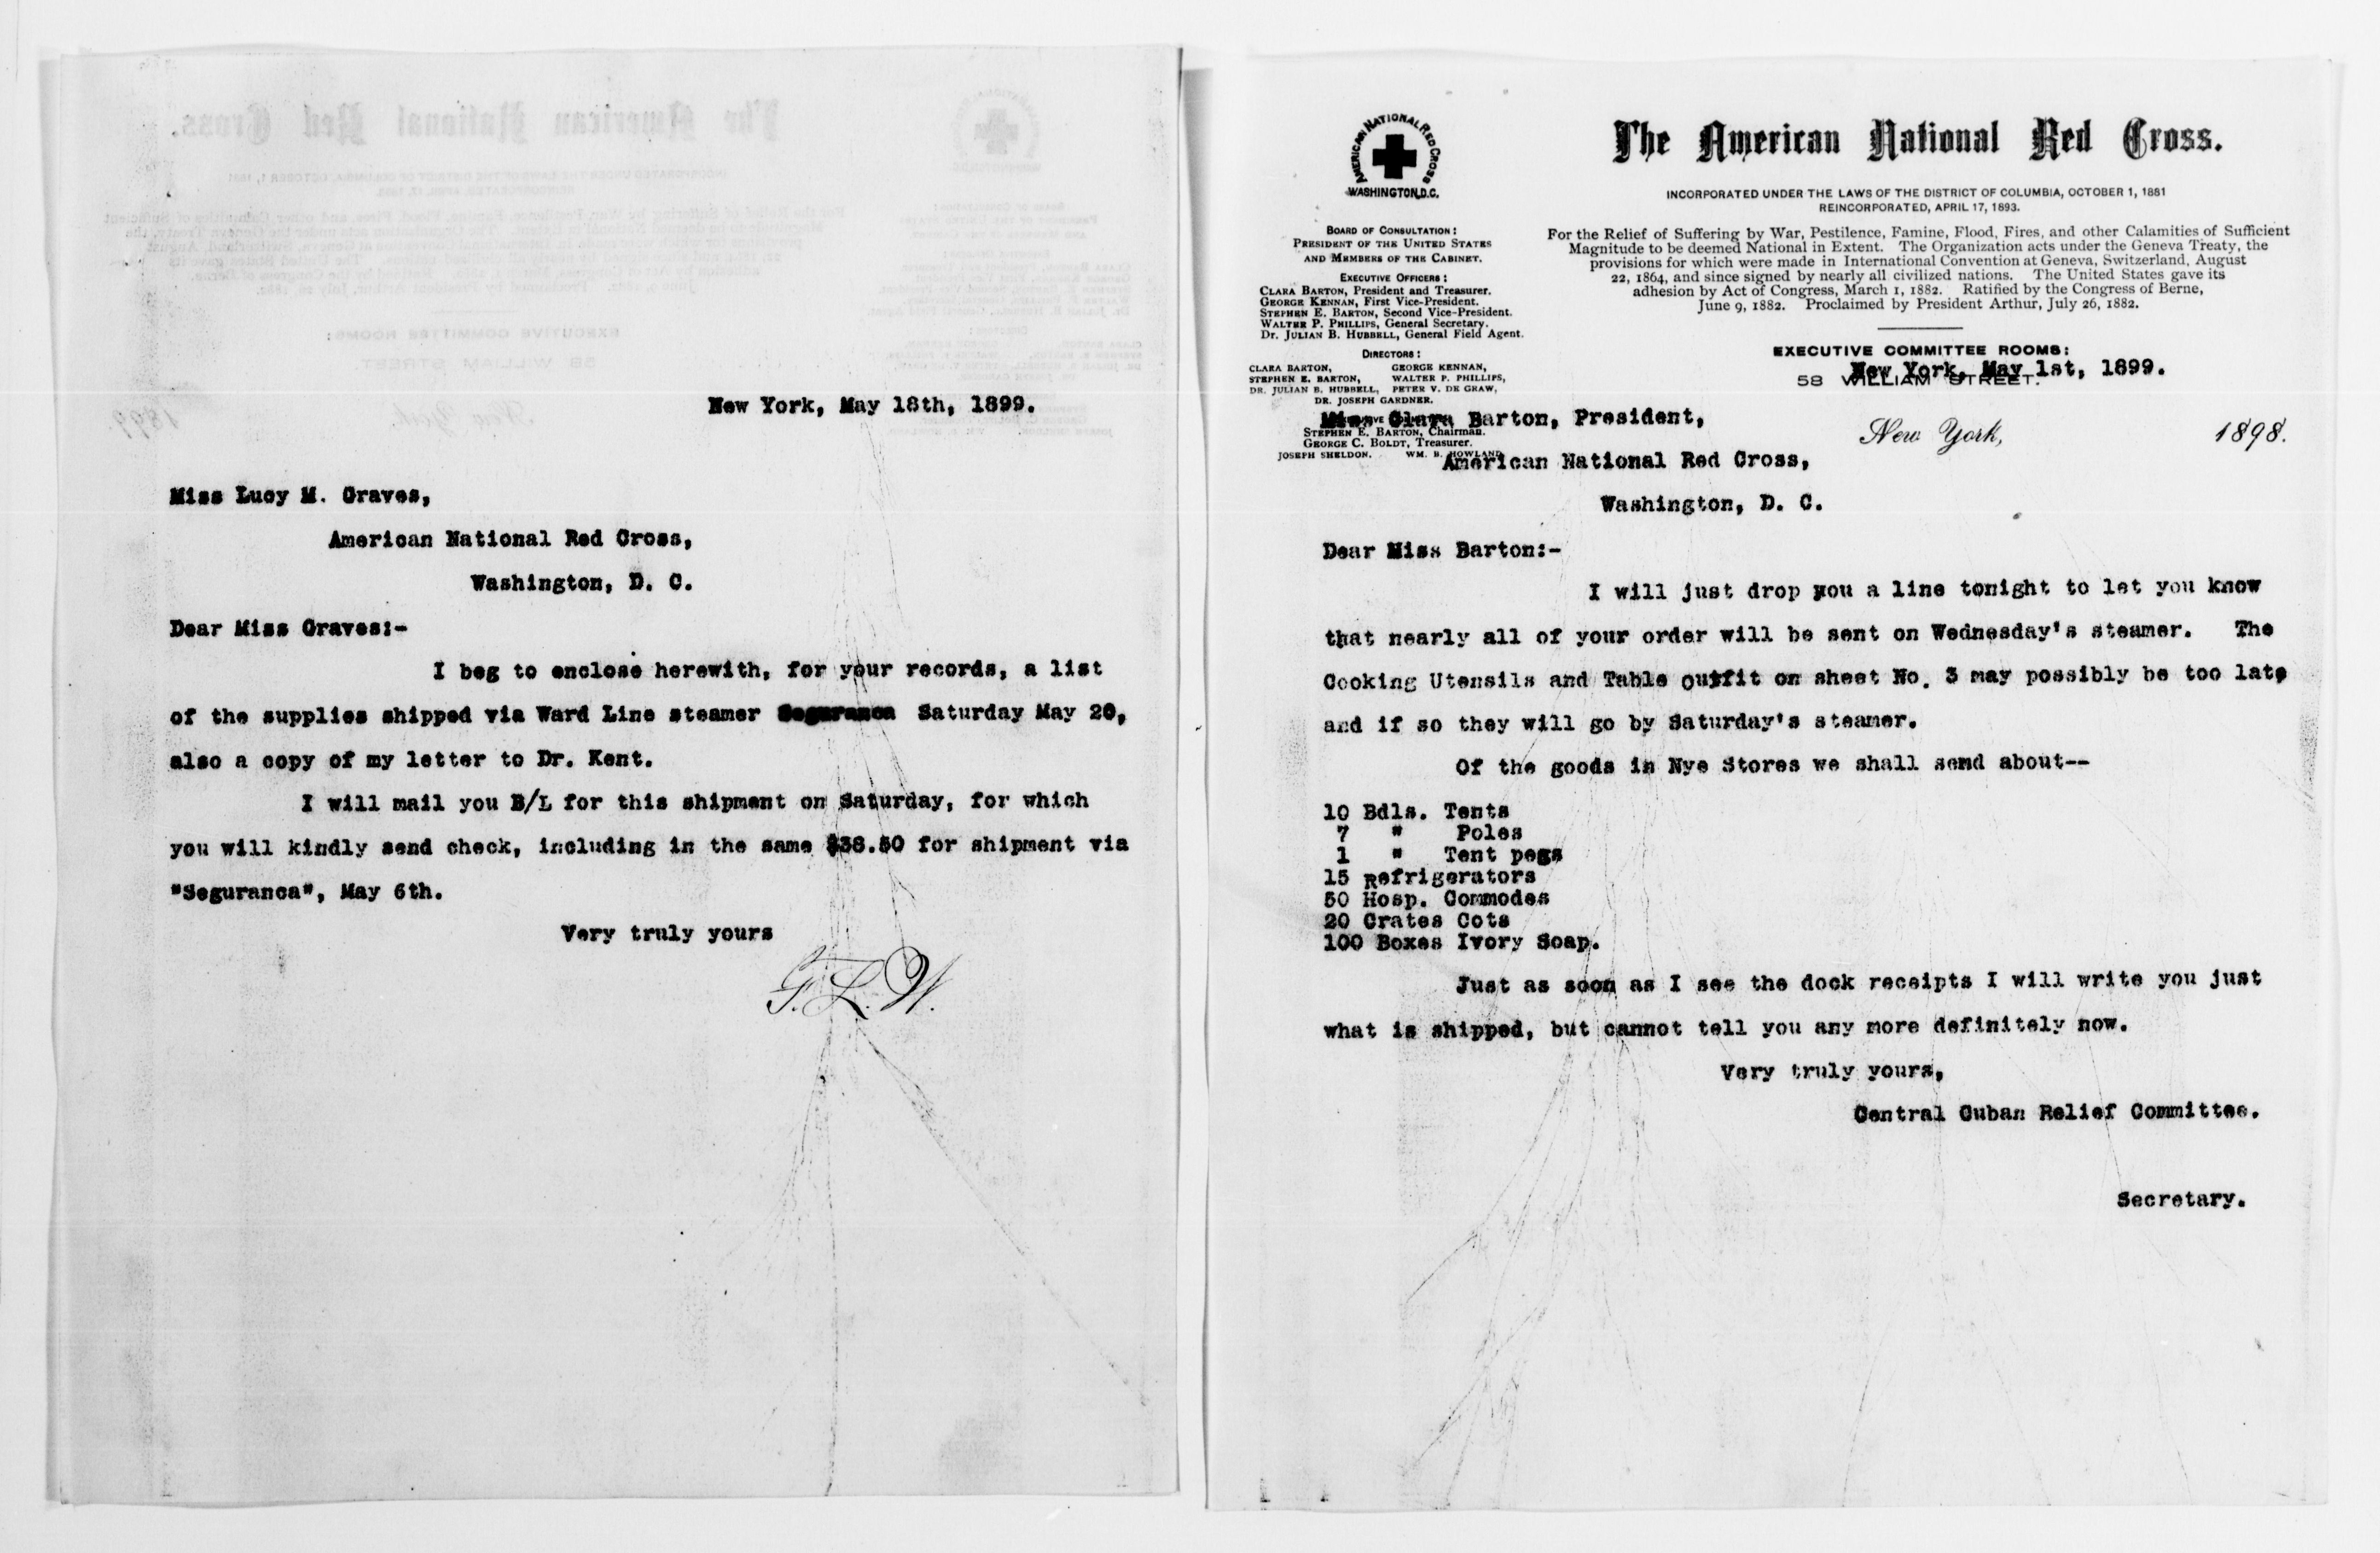 New York, May 18th, 1899.
Miss Lucy M. Graves,
American National Red Cross,
Washington, D. C.
Dear Miss Graves:-
I beg to enclose herewith, for your records, a list
of the supplies shipped via Ward Line steamer Seguranca Saturday May 20,
also a copy of my letter to Dr. Kent.
I will mail you B/L for this shipment on Saturday, for which
you will kindly send check, including in the same $38.50 for shipment via
"Seguranca", May 6th.
Very truly yours
G. L. W.
AMERICAN NATIONAL RED CROSS
WASHINGTON, D.C.
The American National Red Cross.
INCORPORATED UNDER THE LAWS OF THE DISTRICT OF COLUMBIA, OCTOBER 1, 1881
REINCORPORATED, APRIL 17, 1893.
For the Relief of Suffering by War, Pestilence, Famine, Flood, Fires, and other Calamities of Sufficient
Magnitude to be deemed National in Extent. The Organization acts under the Geneva Treaty, the
provisions for which were made in International Convention at Geneva, Switzerland, August
22, 1864, and since signed by nearly all civilized nations. The United States gave its
adhesion by Act of Congress, March 1, 1882. Ratified by the Congress of Berne,
June 9, 1882. Proclaimed by President Arthur, July 26, 1882.
BOARD OF CONSULTATION:
PRESIDENT OF THE UNITED STATES
AND MEMBERS OF THE CABINET.
EXECUTIVE OFFICERS:
CLARA BARTON, President and Treasurer.
GEORGE KENNAN, First Vice-President.
STEPHEN E. BARTON, Second Vice-President.
WALTER P. PHILLIPS, General Secretary.
Dr. JULIAN B. HUBBELL, General Field Agent.
DIRECTORS:
CLARA BARTON, GEORGE KENNAN,
STEPHEN E. BARTON, WALTER P. PHILLIPS,
DR. JULIAN B. HUBBELL, PETER V. DE GRAW,
DR. JOSEPH GARDNER.
STEPHEN E. BARTON, Chairman.
GEORGE C. BOLDT, Treasurer.
JOSEPH SHELDON. WM. B. HOWLAND
EXECUTIVE COMMITTEE ROOMS:
58 WILLIAM STREET.
New York, May 1st, 1899.
New York, 1898.
Miss Clara Barton, President,
American National Red Cross,
Washington, D. C.
Dear Miss Barton:-
I will just drop you a line tonight to let you know
that nearly all of your order will be sent on Wednesday's steamer. The
Cooking Utensils and Table outfit on sheet No. 3 may possibly be too late
and if so they will go by Saturday's steamer.
Of the goods in Nye Stores we shall send about--
10 Bdls. Tents
7 " Poles
1 " Tent pegs
15 Refrigerators
50 Hosp. Commodes
20 Crates Cots
100 Boxes Ivory Soap.
Just as soon as I see the dock receipts I will write you just
what is shipped, but cannot tell you any more definitely now.
Very truly yours,
Central Cuban Relief Committee.
Secretary.